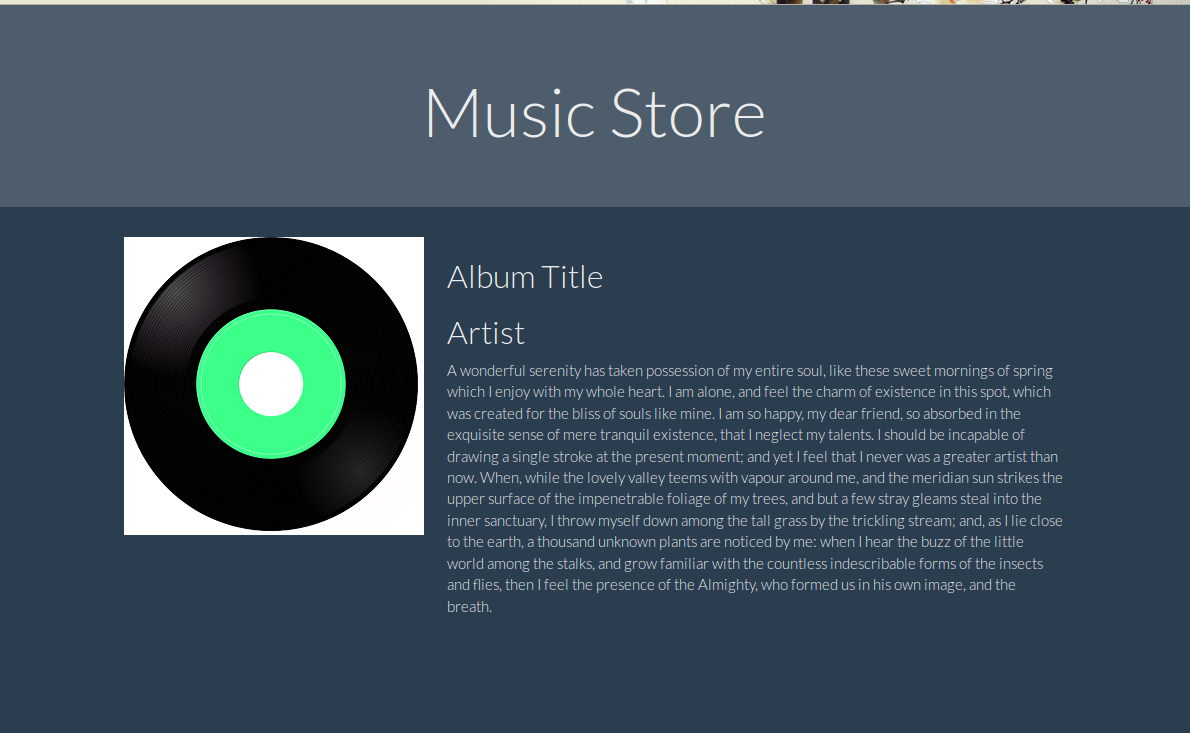 Music Store
Album Title
Artist
A wonderful serenity has taken possession of my entire soul, like these sweet mornings of spring
which I enjoy with my whole heart. I am alone, and feel the charm of existence in this spot, which
was created for the bliss of souls like mine. I am so happy, my dear friend, so absorbed in the
exquisite sense of mere tranquil existence, that I neglect my talents. I should be incapable of
drawing a single stroke at the present moment; and yet I feel that I never was a greater artist than
now. When, while the lovely valley teems with vapour around me, and the meridian sun strikes the
upper surface of the impenetrable foliage of my trees, and but a few stray gleams steal into the
inner sanctuary, I throw myself down among the tall grass by the trickling stream; and, as I lie close
to the earth, a thousand unknown plants are noticed by me: when I hear the buzz of the little
world among the stalks, and grow familiar with the countless indescribable forms of the insects
and flies, then I feel the presence of the Almighty, who formed us in his own image, and the
breath.